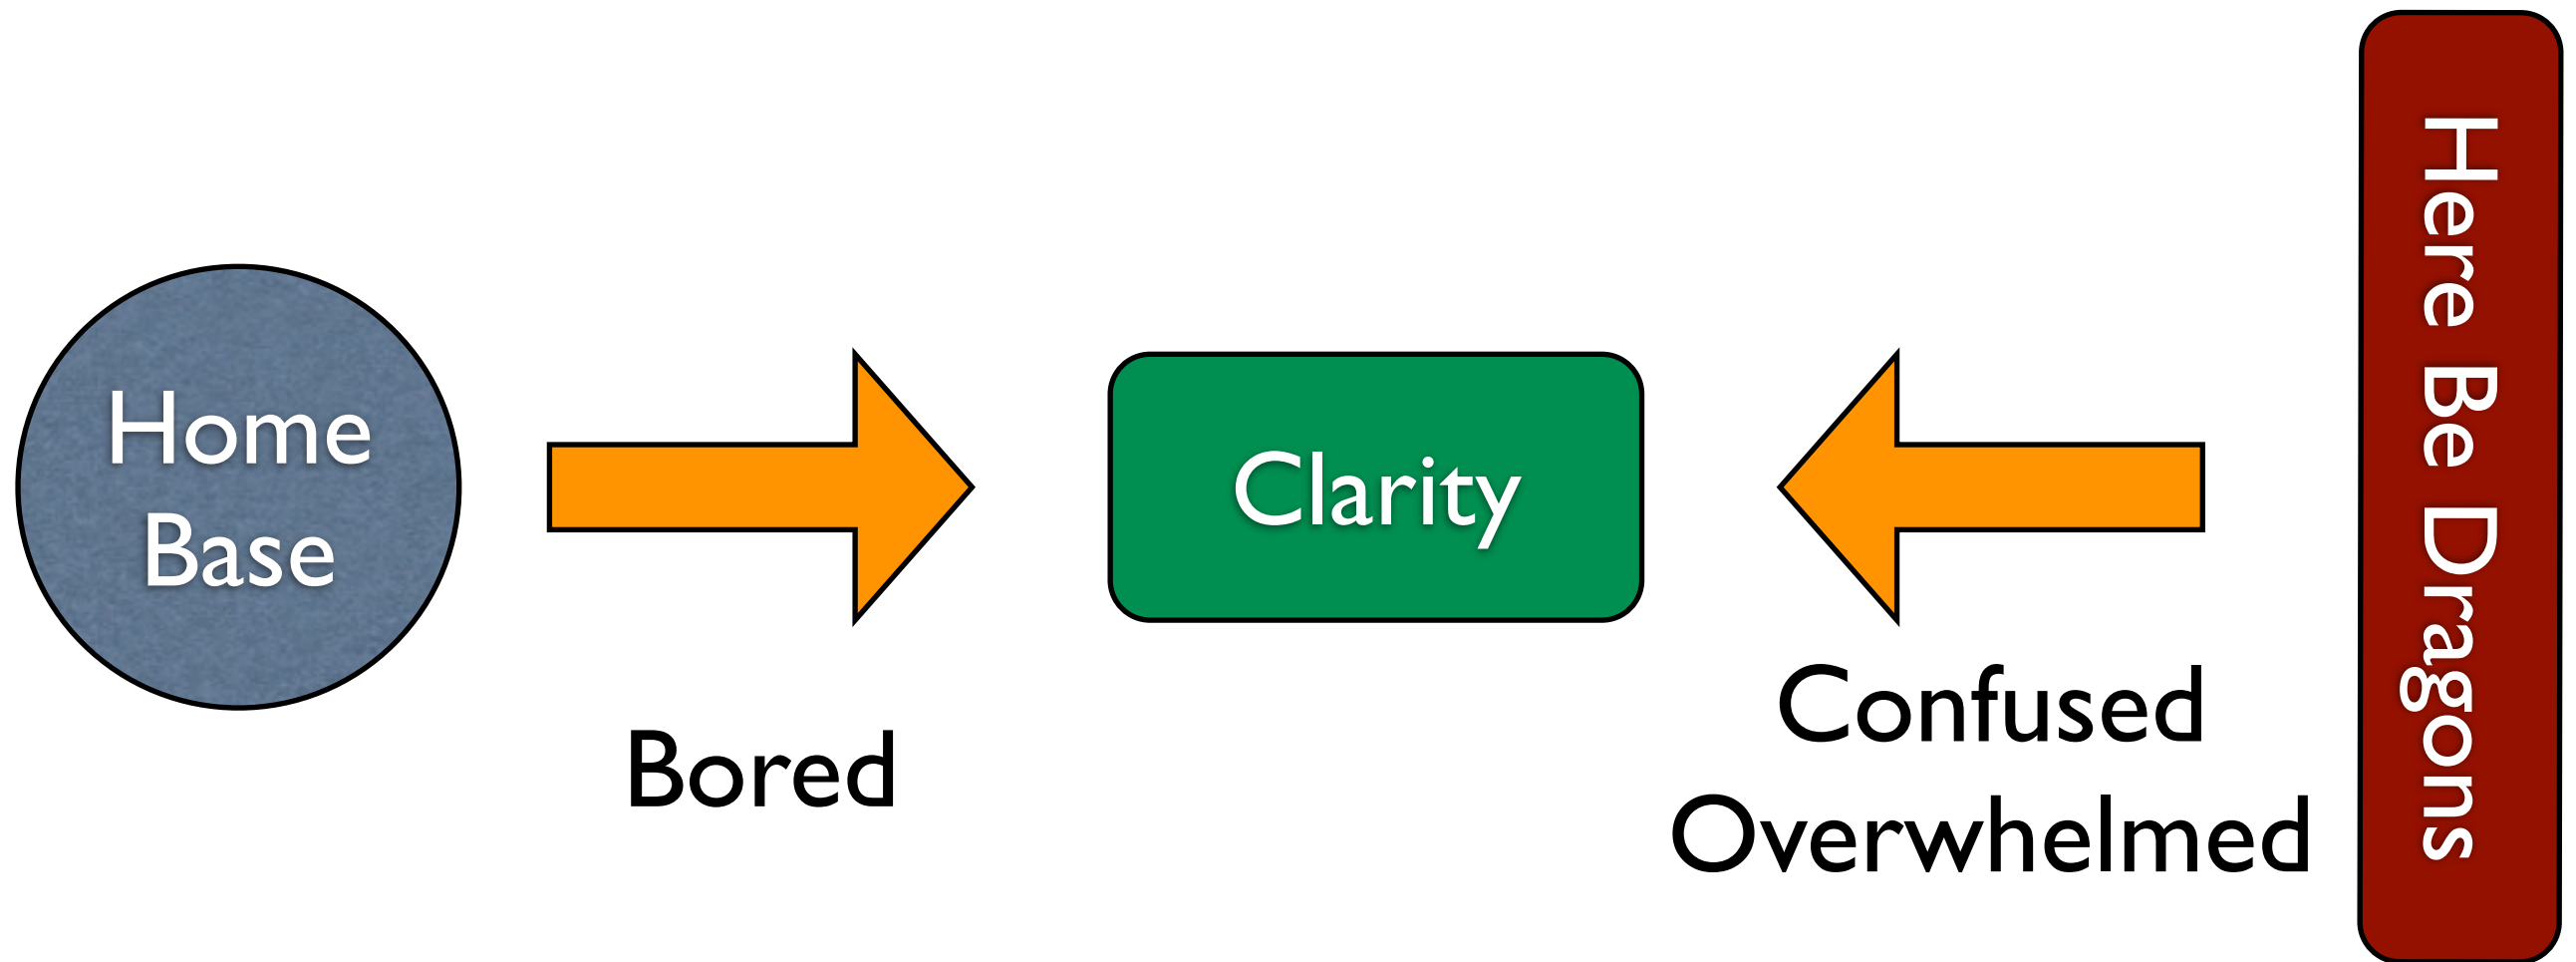 Home
Base
Bored
Clarity
Confused
Overwhelmed
Here Be Dragons